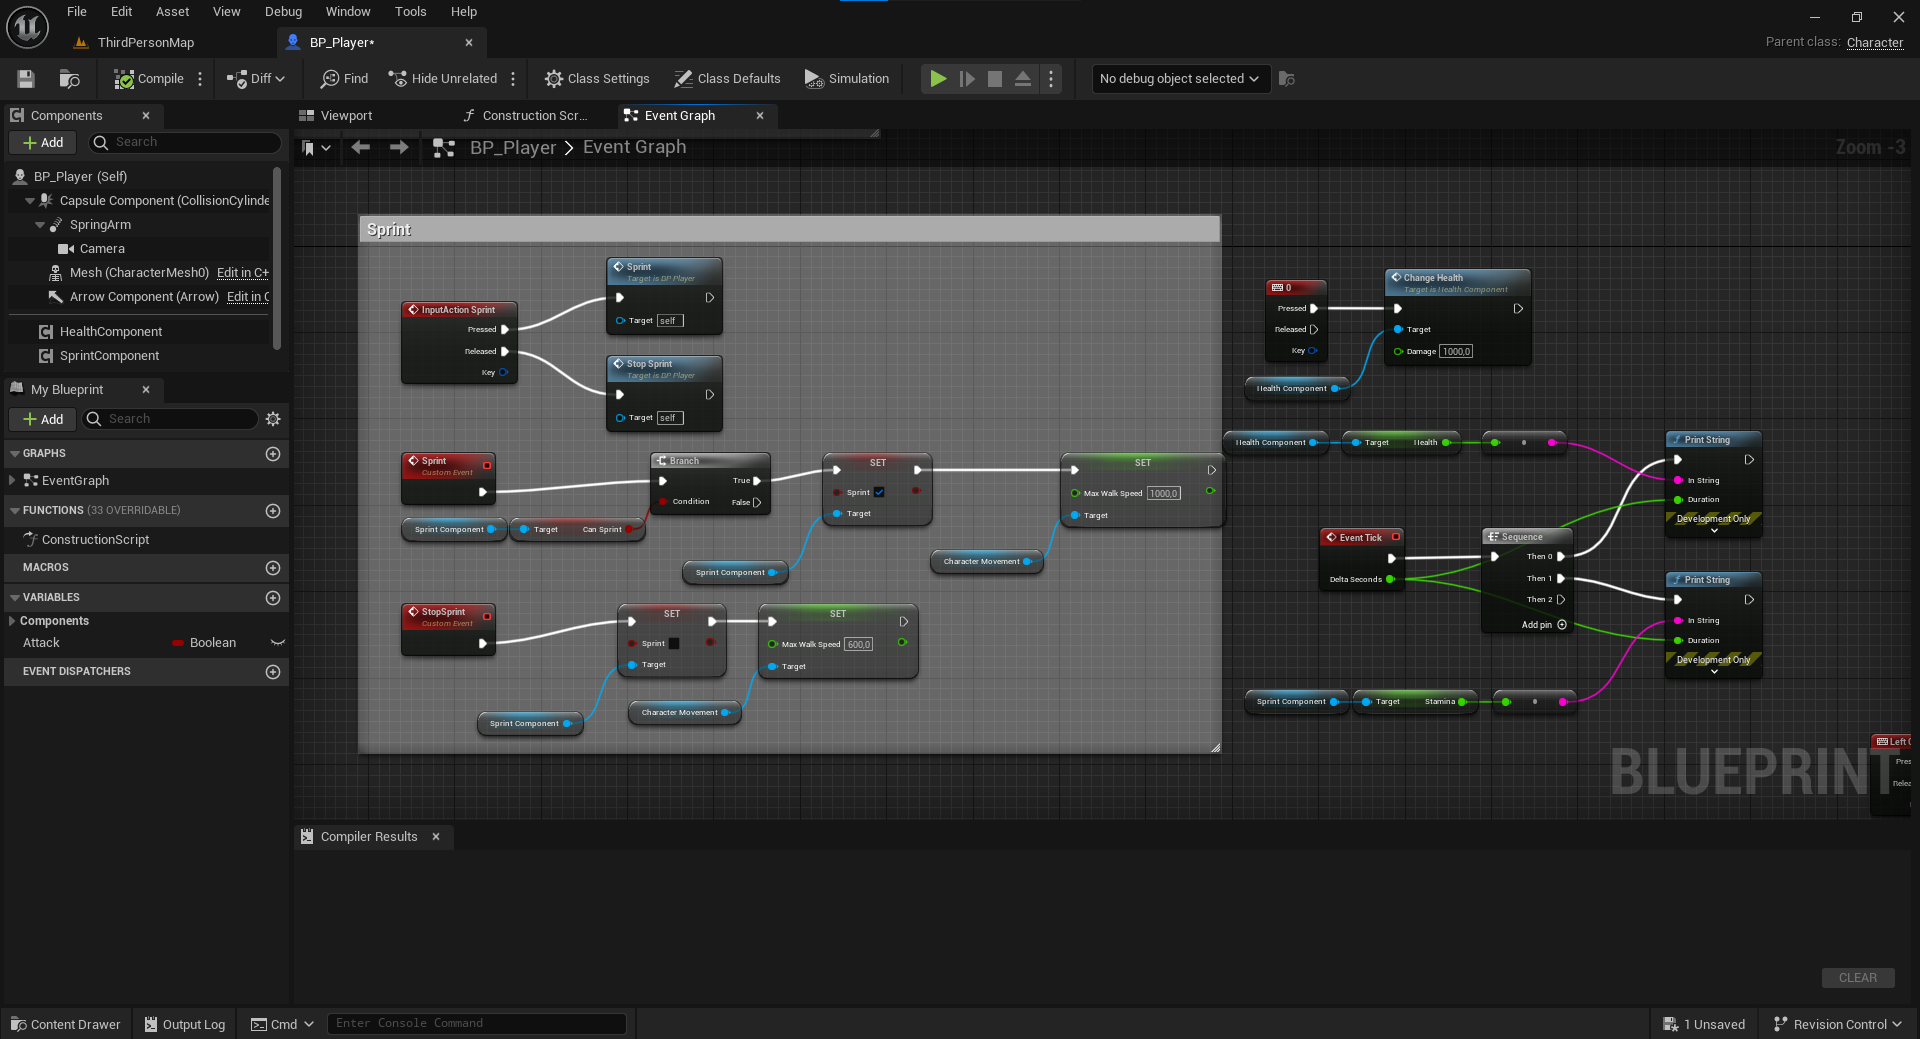 File Edit Asset View Debug Window Tools Help
ThirdPersonMap
BP_Player*
Parent class: Character
Compile
Diff
Find
Hide Unrelated
Class Settings
Class Defaults
Simulation
No debug object selected
Components
Add
Search
BP_Player (Self)
Capsule Component (CollisionCylinde
SpringArm
Camera
Mesh (CharacterMesh0) Edit in C+
Arrow Component (Arrow) Edit in C
HealthComponent
SprintComponent
My Blueprint
Add
Search
GRAPHS
EventGraph
FUNCTIONS (33 OVERRIDABLE)
ConstructionScript
MACROS
VARIABLES
Components
Attack Boolean
EVENT DISPATCHERS
Viewport
Construction Scr...
Event Graph
BP_Player > Event Graph
Zoom -3
Sprint
InputAction Sprint
Pressed
Released
Key
Sprint
Target is BP Player
Target self
Stop Sprint
Target is BP Player
Target self
Sprint
Custom Event
Sprint Component
Target Can Sprint
Branch
True
Condition False
SET
Sprint
Target
Sprint Component
SET
Max Walk Speed 1000,0
Target
Character Movement
StopSprint
Custom Event
SET
Sprint
Target
Sprint Component
SET
Max Walk Speed 600,0
Target
Character Movement
0
Pressed
Released
Key
Change Health
Target is Health Component
Target
Damage 1000,0
Health Component
Health Component
Target Health
Print String
In String
Duration
Development Only
Event Tick
Delta Seconds
Sequence
Then 0
Then 1
Then 2
Add pin
Print String
In String
Duration
Development Only
Sprint Component
Target Stamina
Left C
Pres
Relea
BLUEPRINT
Compiler Results
CLEAR
Content Drawer
Output Log
Cmd
Enter Console Command
1 Unsaved
Revision Control